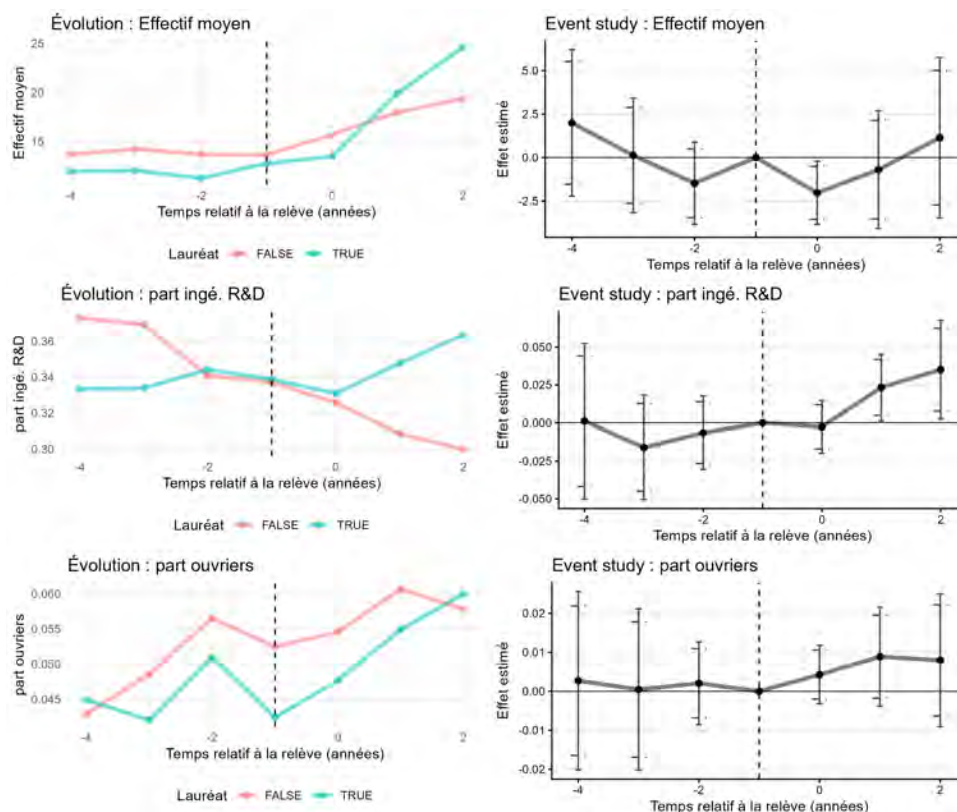 Évolution : Effectif moyen
25
20
15
Effectif moyen
-4
-2
0
2
Temps relatif à la relève (années)
Lauréat FALSE TRUE
Event study : Effectif moyen
5.0
2.5
0.0
-2.5
Effet estimé
-4
-2
0
2
Temps relatif à la relève (années)
Évolution : part ingé. R&D
0.36
0.34
0.32
0.30
part ingé. R&D
-4
-2
0
2
Temps relatif à la relève (années)
Lauréat FALSE TRUE
Event study : part ingé. R&D
0.050
0.025
0.000
-0.025
-0.050
Effet estimé
-4
-2
0
2
Temps relatif à la relève (années)
Évolution : part ouvriers
0.060
0.055
0.050
0.045
part ouvriers
-4
-2
0
2
Temps relatif à la relève (années)
Lauréat FALSE TRUE
Event study : part ouvriers
0.02
0.01
0.00
-0.01
-0.02
Effet estimé
-4
-2
0
2
Temps relatif à la relève (années)